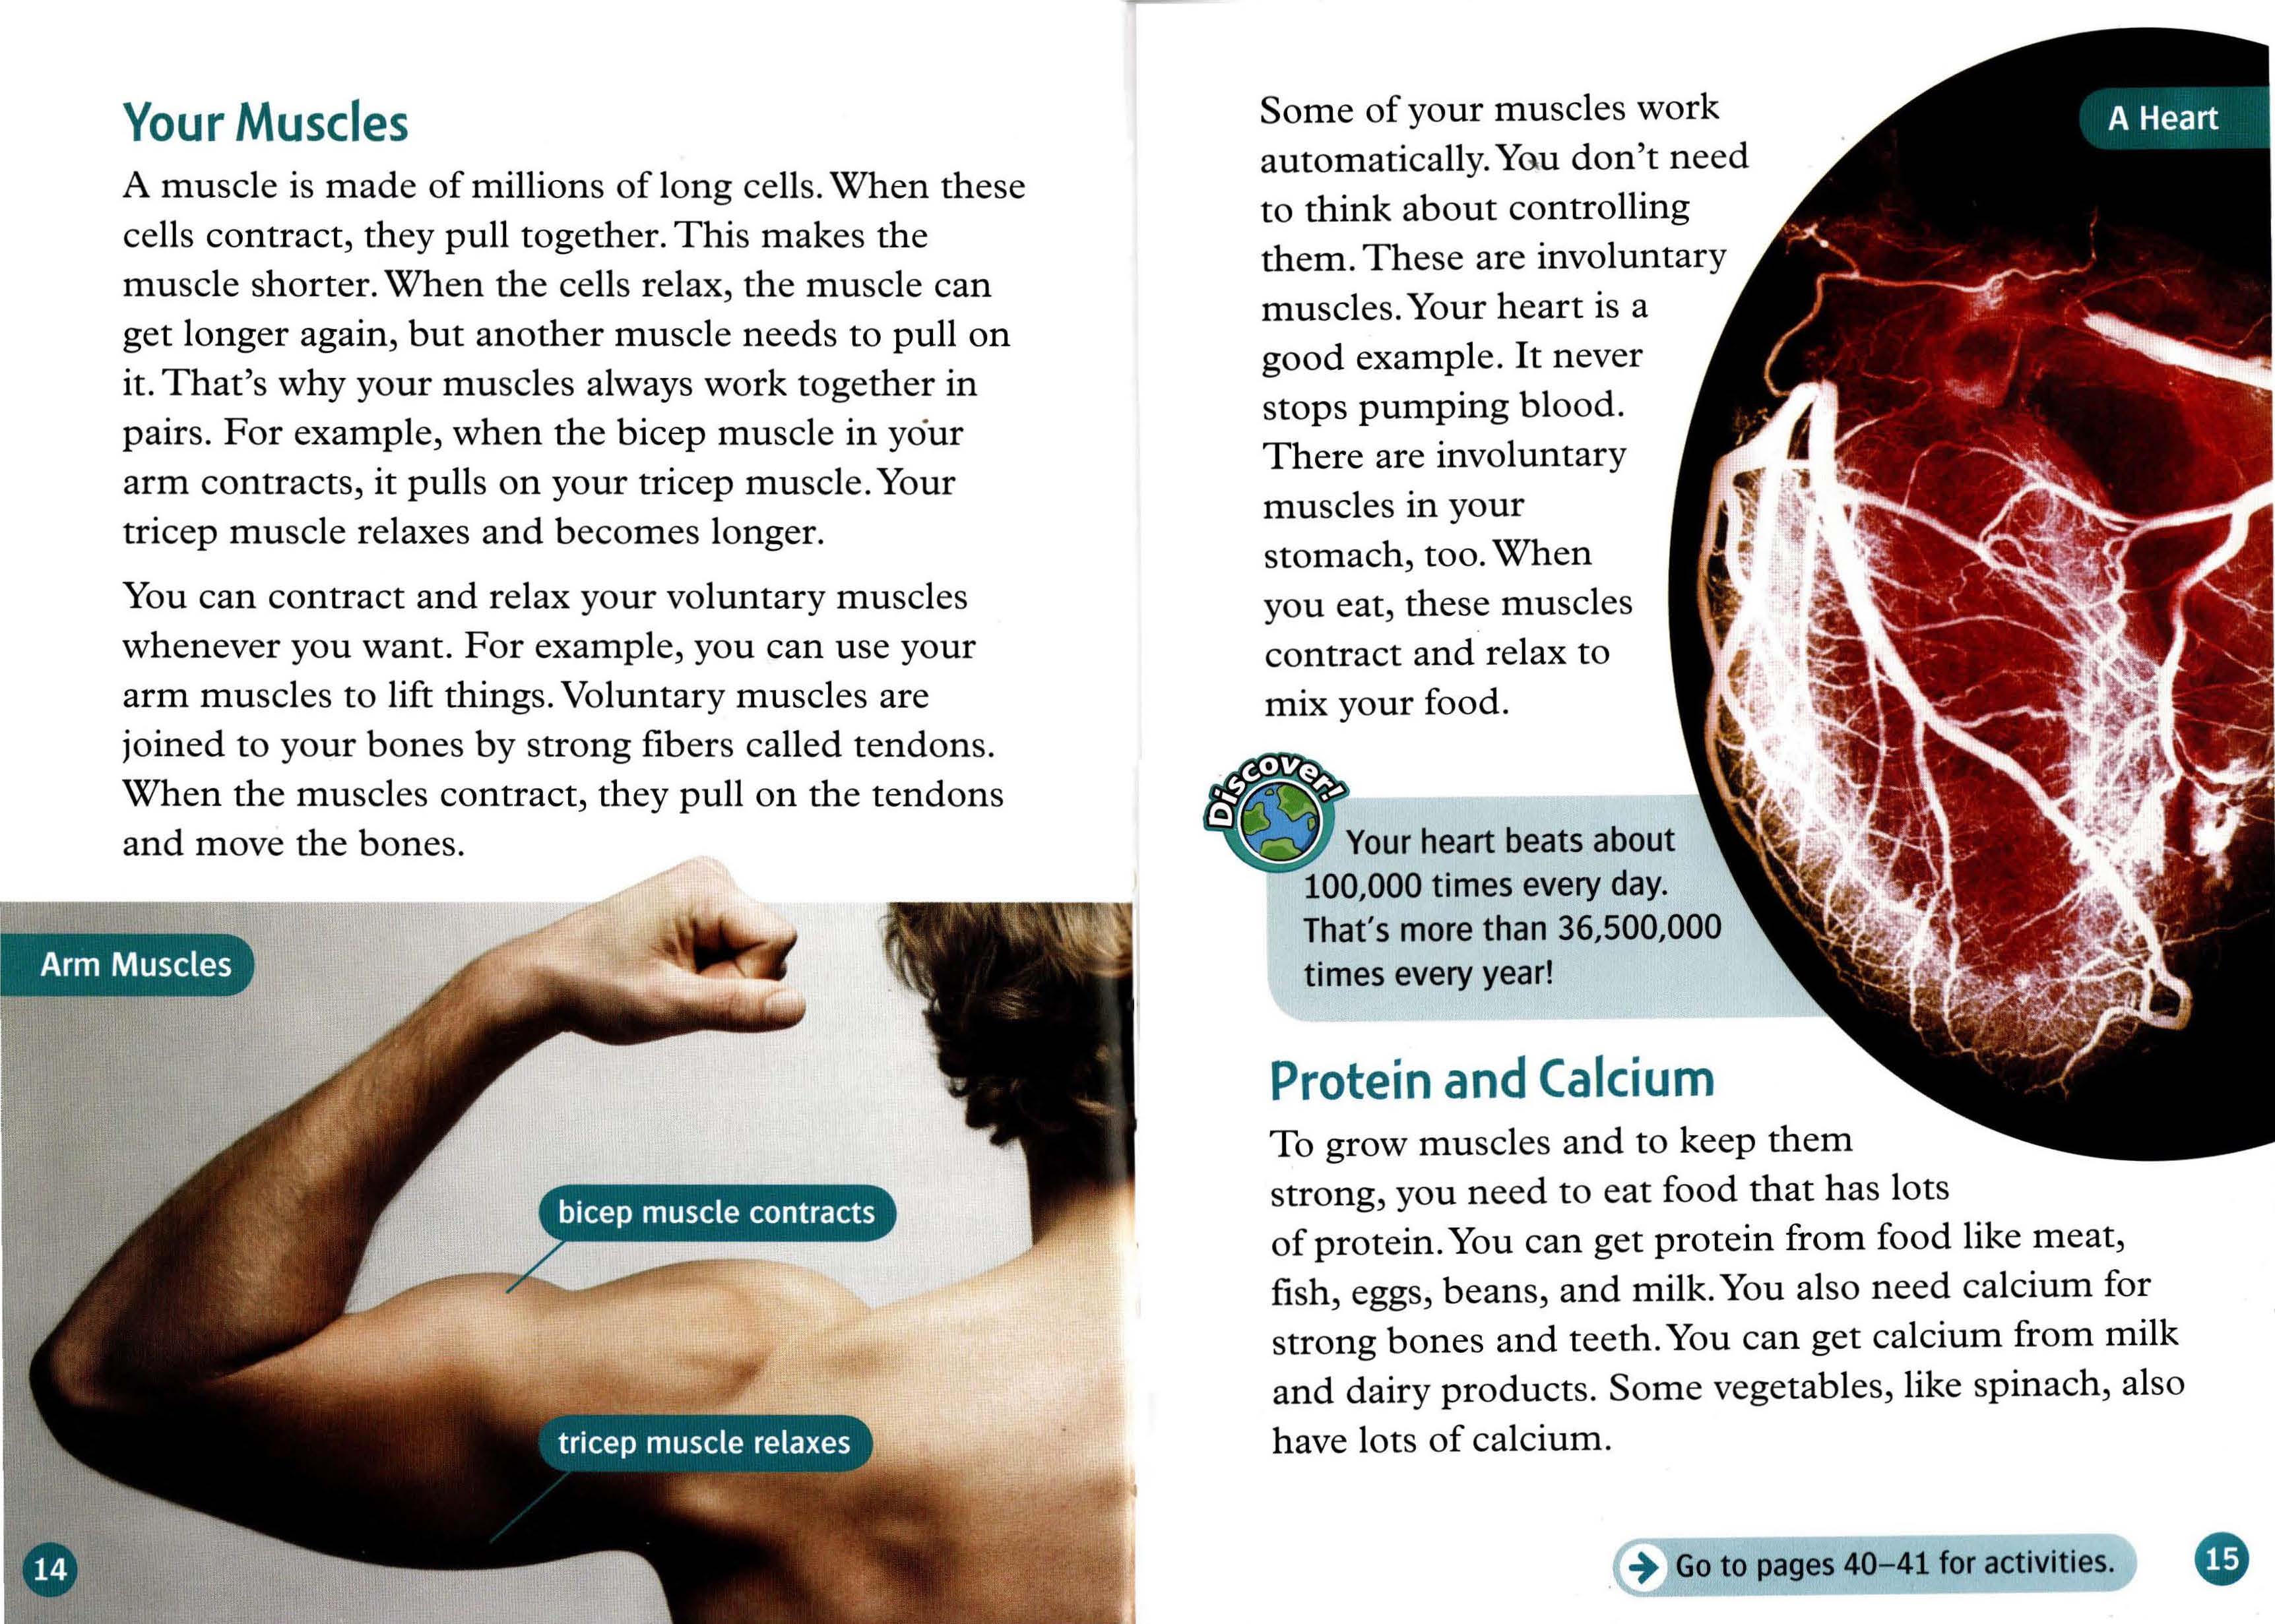 Your Muscles
A muscle is made of millions of long cells. When these
cells contract, they pull together. This makes the
muscle shorter. When the cells relax, the muscle can
get longer again, but another muscle needs to pull on
it. That's why your muscles always work together in
pairs. For example, when the bicep muscle in your
arm contracts, it pulls on your tricep muscle. Your
tricep muscle relaxes and becomes longer.
You can contract and relax your voluntary muscles
whenever you want. For example, you can use your
arm muscles to lift things. Voluntary muscles are
joined to your bones by strong fibers called tendons.
When the muscles contract, they pull on the tendons
and move the bones.
Arm Muscles
bicep muscle contracts
tricep muscle relaxes
14
Some of your muscles work
automatically. You don't need
to think about controlling
them. These are involuntary
muscles. Your heart is a
good example. It never
stops pumping blood.
There are involuntary
muscles in your
stomach, too. When
you eat, these muscles
contract and relax to
mix your food.
A Heart
Discover!
Your heart beats about
100,000 times every day.
That's more than 36,500,000
times every year!
Protein and Calcium
To grow muscles and to keep them
strong, you need to eat food that has lots
of protein. You can get protein from food like meat,
fish, eggs, beans, and milk. You also need calcium for
strong bones and teeth. You can get calcium from milk
and dairy products. Some vegetables, like spinach, also
have lots of calcium.
Go to pages 40–41 for activities.
15